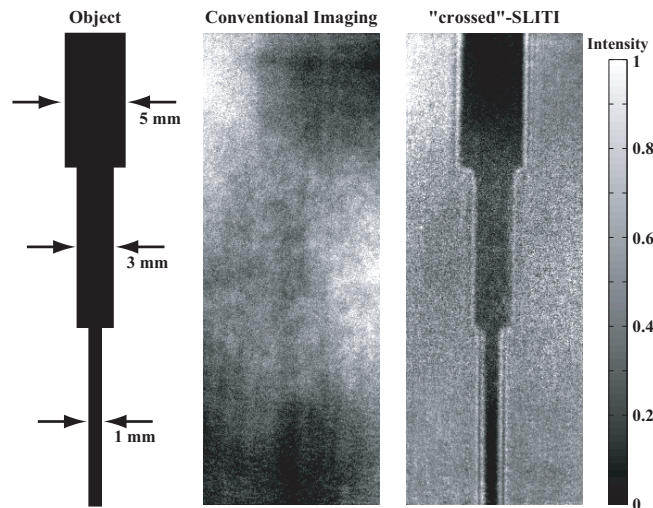 Object
Conventional Imaging
"crossed"-SLITI
Intensity
5 mm
3 mm
1 mm
1
0.8
0.6
0.4
0.2
0